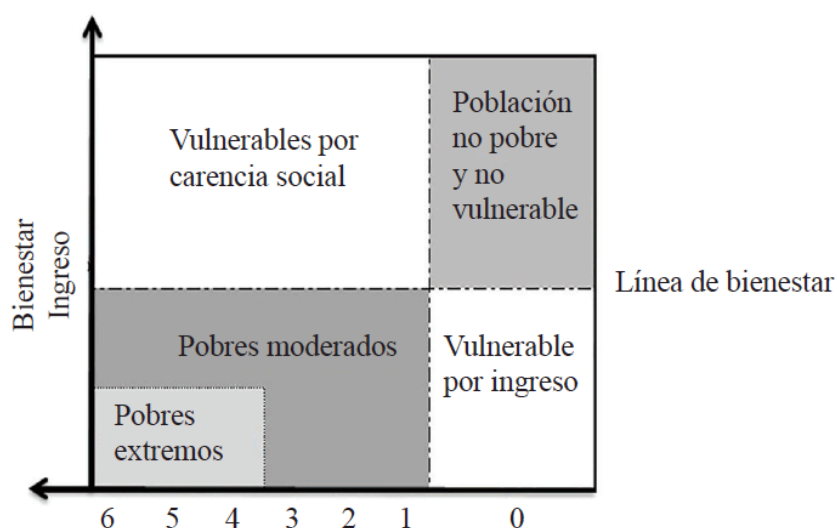 Vulnerables por
carencia social
Población
no pobre
y no
vulnerable
Bienestar
Ingreso
Línea de bienestar
Pobres moderados
Vulnerable
por ingreso
Pobres
extremos
6 5 4 3 2 1 0